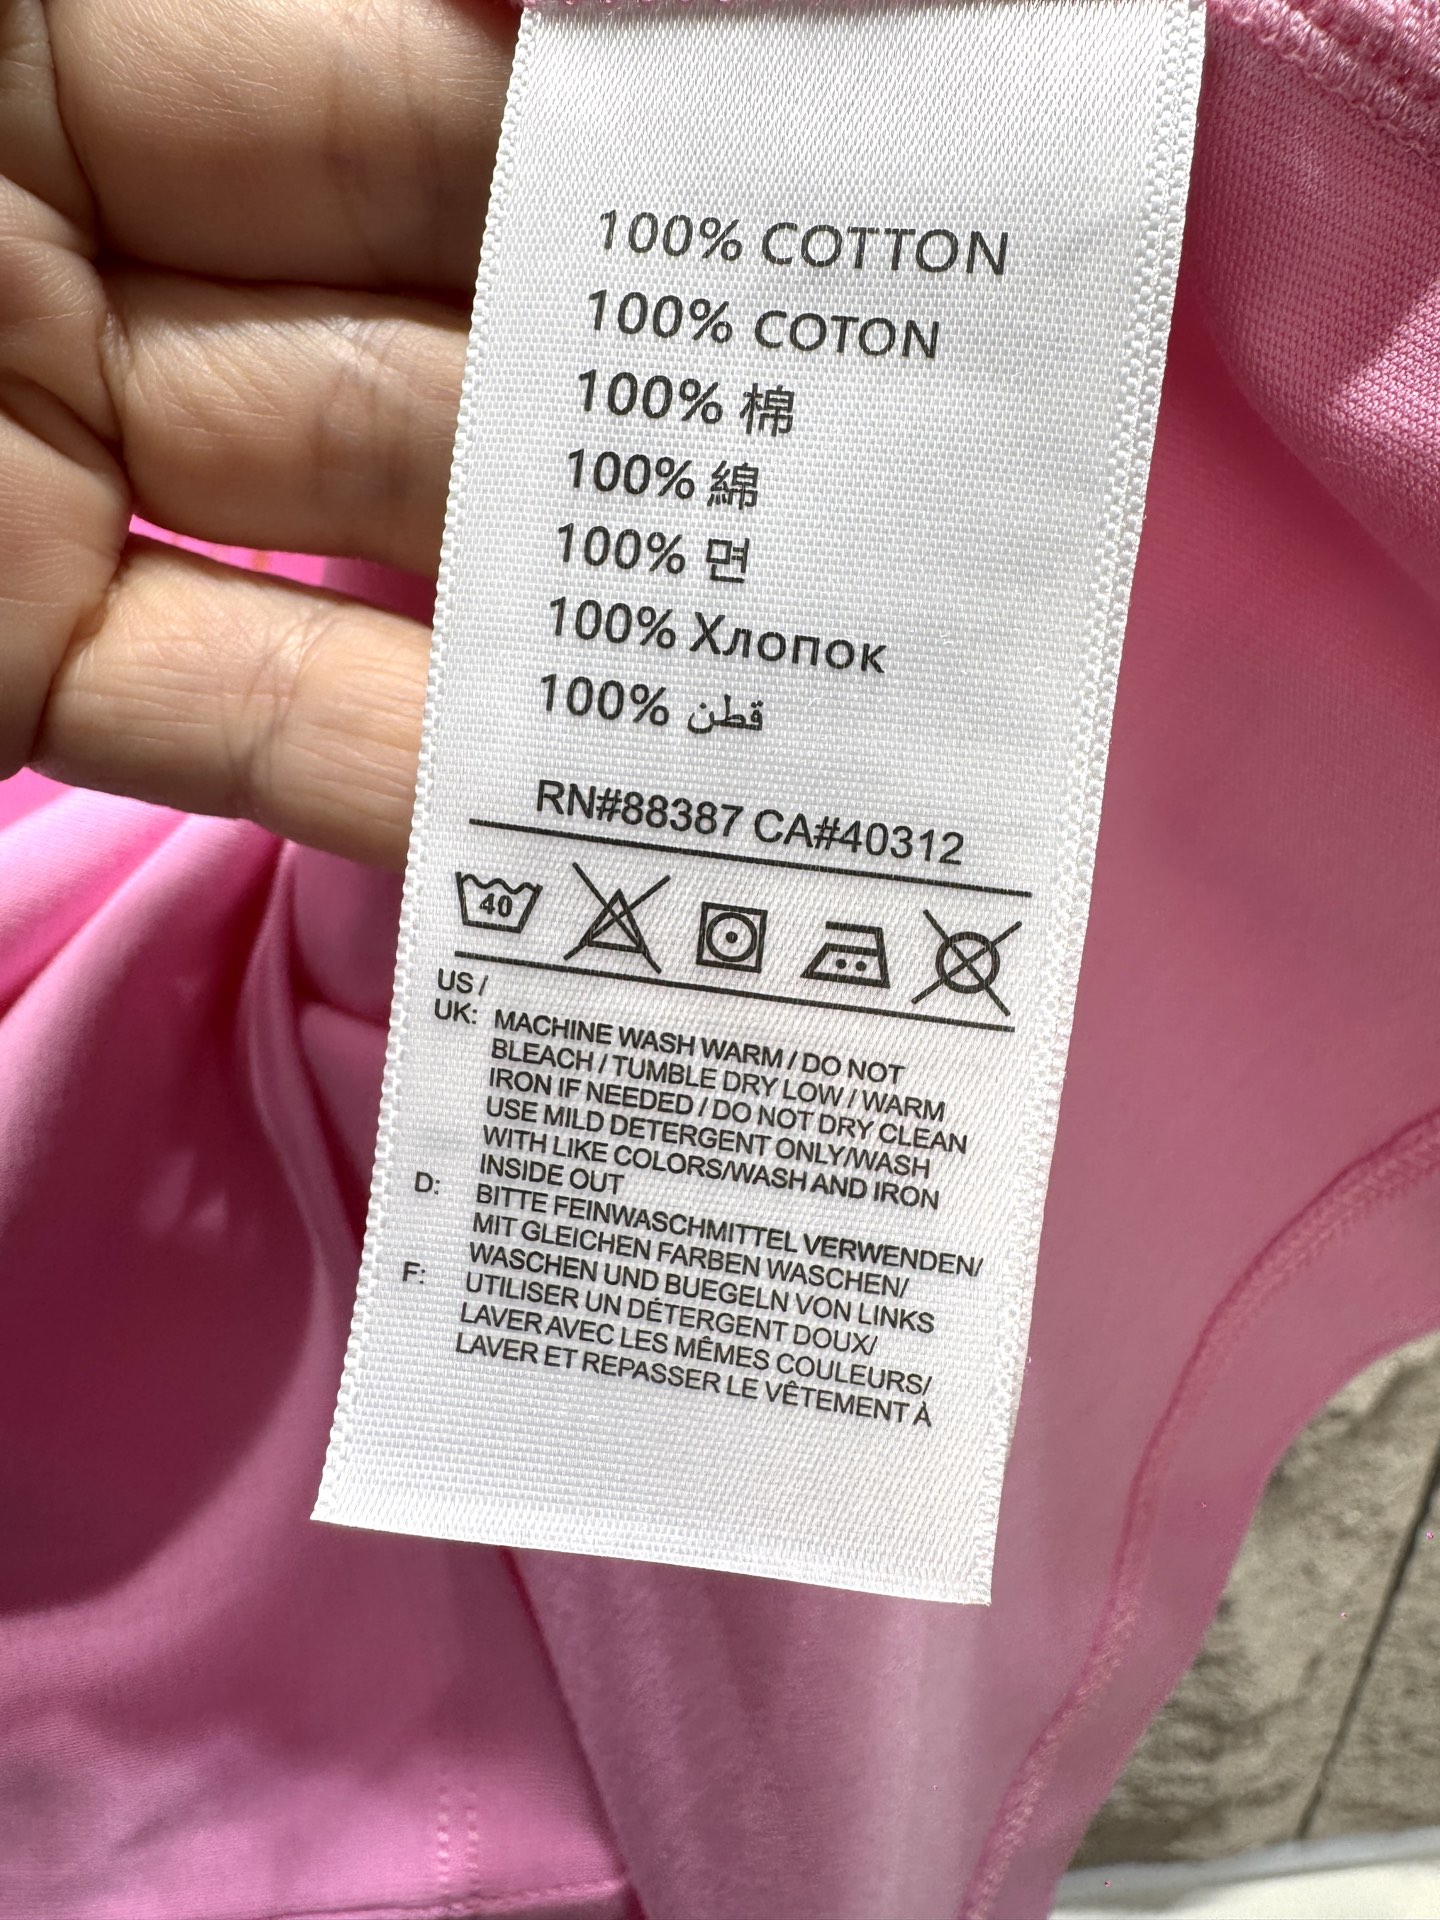 100% COTTON
100% COTON
100% 棉
100% 綿
100% 면
100% Хлопок
100% قطن
RN#88387 CA#40312
40
US /
UK: MACHINE WASH WARM / DO NOT
BLEACH / TUMBLE DRY LOW / WARM
IRON IF NEEDED / DO NOT DRY CLEAN
USE MILD DETERGENT ONLY/WASH
WITH LIKE COLORS/WASH AND IRON
INSIDE OUT
D: BITTE FEINWASCHMITTEL VERWENDEN/
MIT GLEICHEN FARBEN WASCHEN/
WASCHEN UND BUEGELN VON LINKS
F: UTILISER UN DÉTERGENT DOUX/
LAVER AVEC LES MÊMES COULEURS/
LAVER ET REPASSER LE VÊTEMENT À